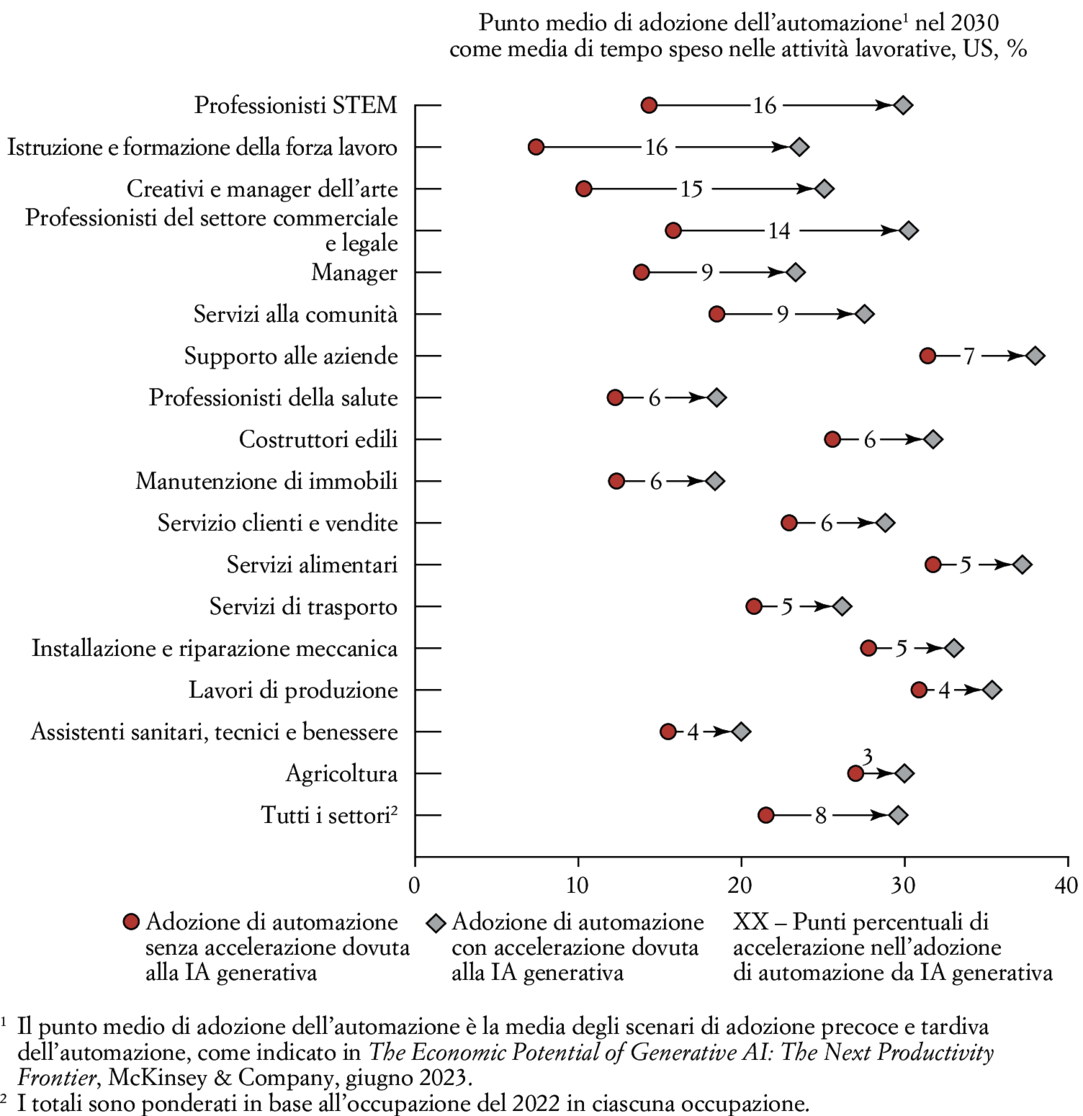 Punto medio di adozione dell’automazione¹ nel 2030
come media di tempo speso nelle attività lavorative, US, %
Professionisti STEM
16
Istruzione e formazione della forza lavoro
16
Creativi e manager dell’arte
15
Professionisti del settore commerciale
e legale
14
Manager
9
Servizi alla comunità
9
Supporto alle aziende
7
Professionisti della salute
6
Costruttori edili
6
Manutenzione di immobili
6
Servizio clienti e vendite
6
Servizi alimentari
5
Servizi di trasporto
5
Installazione e riparazione meccanica
5
Lavori di produzione
4
Assistenti sanitari, tecnici e benessere
4
Agricoltura
3
Tutti i settori²
8
0 10 20 30 40
Adozione di automazione
senza accelerazione dovuta
alla IA generativa
Adozione di automazione
con accelerazione dovuta
alla IA generativa
XX – Punti percentuali di
accelerazione nell’adozione
di automazione da IA generativa
¹ Il punto medio di adozione dell’automazione è la media degli scenari di adozione precoce e tardiva
dell’automazione, come indicato in The Economic Potential of Generative AI: The Next Productivity
Frontier, McKinsey & Company, giugno 2023.
² I totali sono ponderati in base all’occupazione del 2022 in ciascuna occupazione.